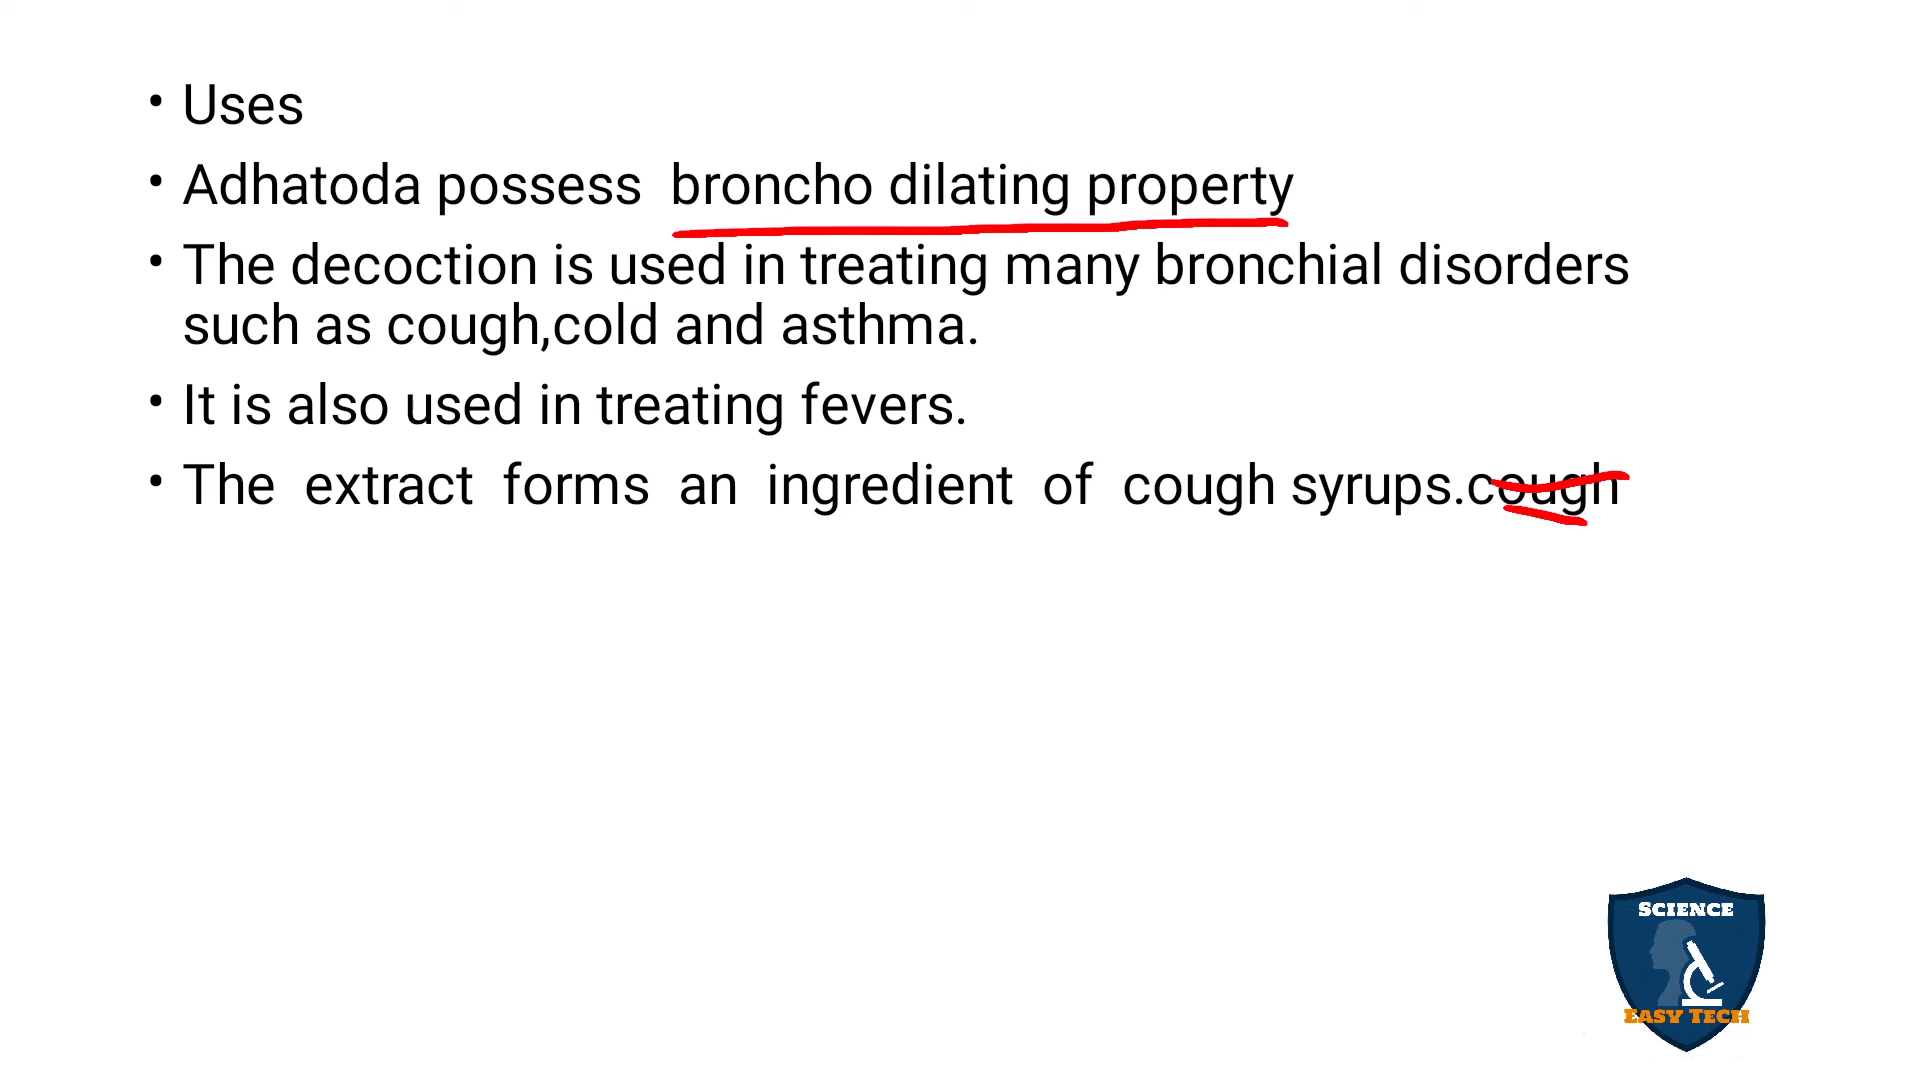 • Uses
• Adhatoda possess broncho dilating property
• The decoction is used in treating many bronchial disorders
such as cough,cold and asthma.
• It is also used in treating fevers.
• The extract forms an ingredient of cough syrups.cough
SCIENCE
EASY TECH